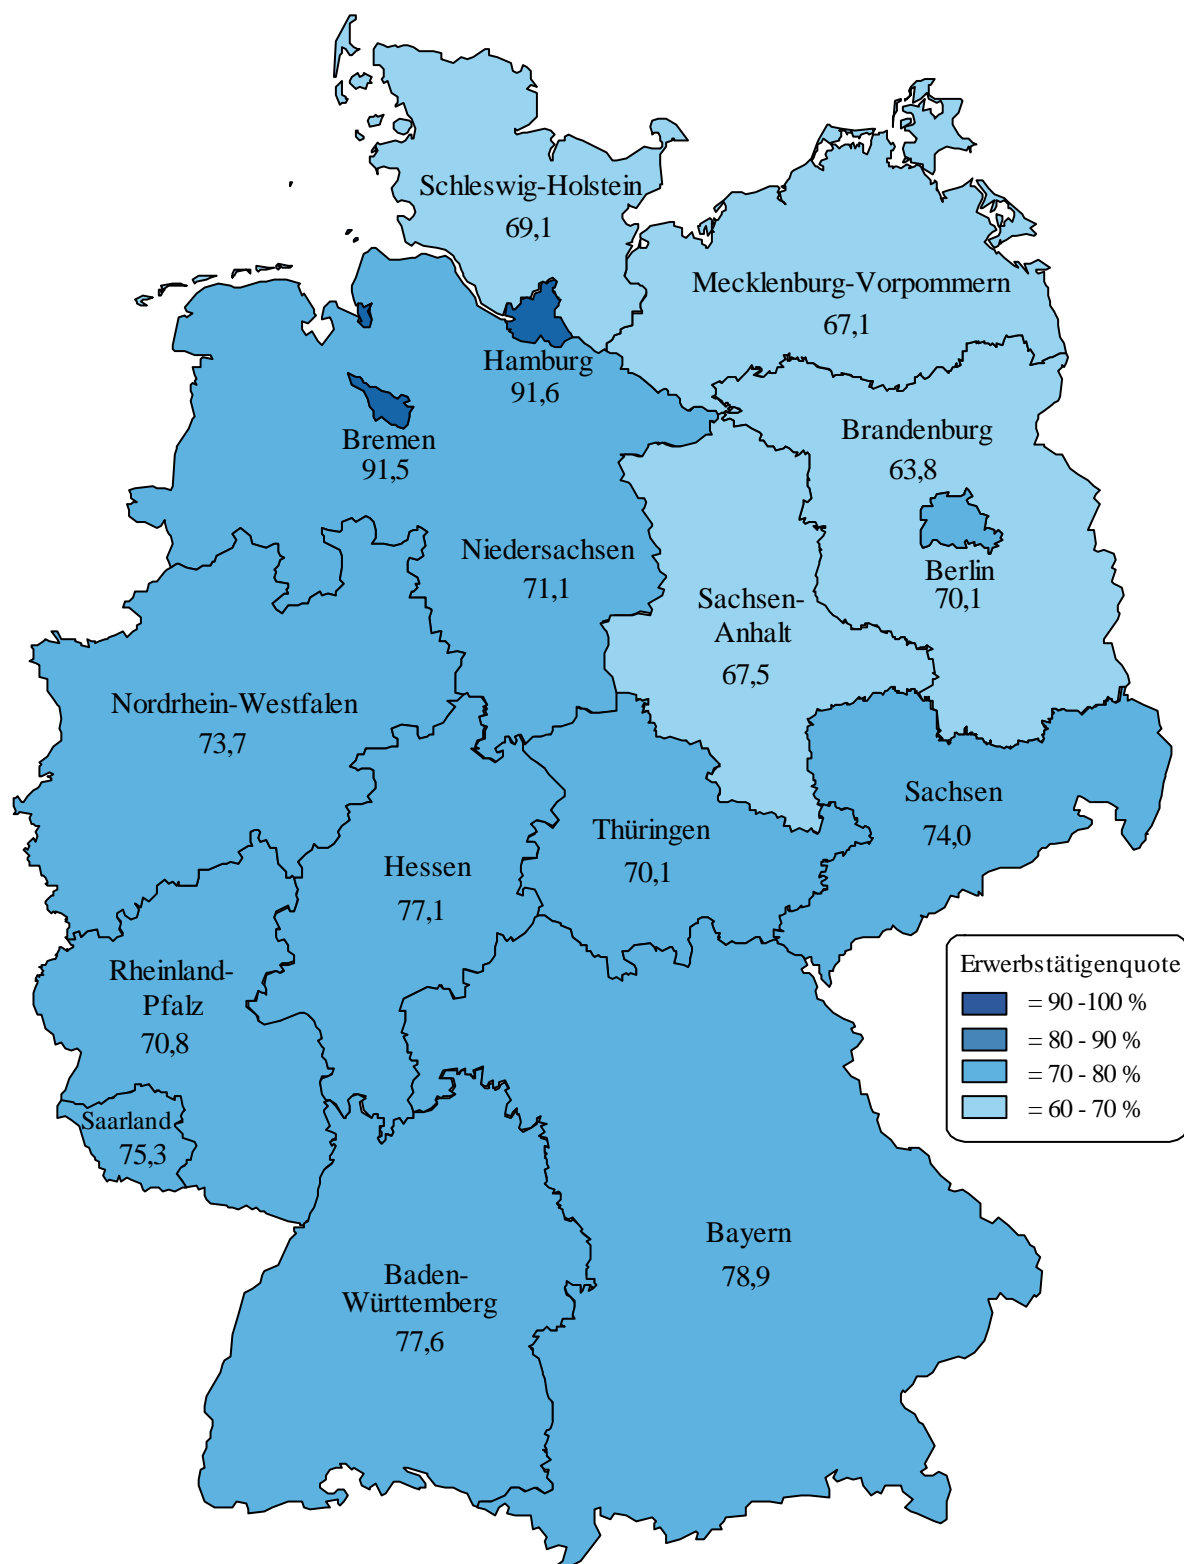 Schleswig-Holstein
69,1
Mecklenburg-Vorpommern
67,1
Hamburg
91,6
Bremen
91,5
Brandenburg
63,8
Niedersachsen
71,1
Berlin
70,1
Sachsen-
Anhalt
67,5
Nordrhein-Westfalen
73,7
Sachsen
74,0
Thüringen
70,1
Hessen
77,1
Rheinland-
Pfalz
70,8
Saarland
75,3
Bayern
78,9
Baden-
Württemberg
77,6
Erwerbstätigenquote
= 90 -100 %
= 80 - 90 %
= 70 - 80 %
= 60 - 70 %